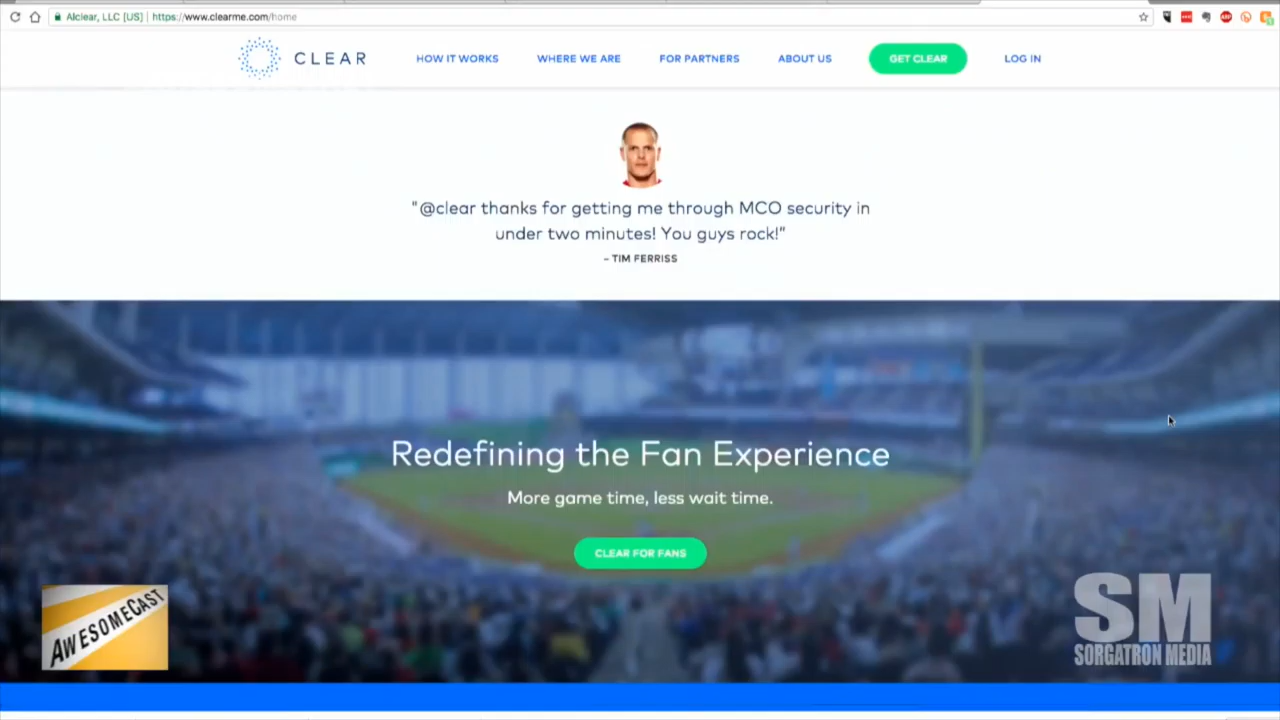 Alclear, LLC [US] | https://www.clearme.com/home
CLEAR
HOW IT WORKS
WHERE WE ARE
FOR PARTNERS
ABOUT US
GET CLEAR
LOG IN
"@clear thanks for getting me through MCO security in
under two minutes! You guys rock!”
– TIM FERRISS
Redefining the Fan Experience
More game time, less wait time.
CLEAR FOR FANS
AWESOMECAST
SM
SORGATRON MEDIA